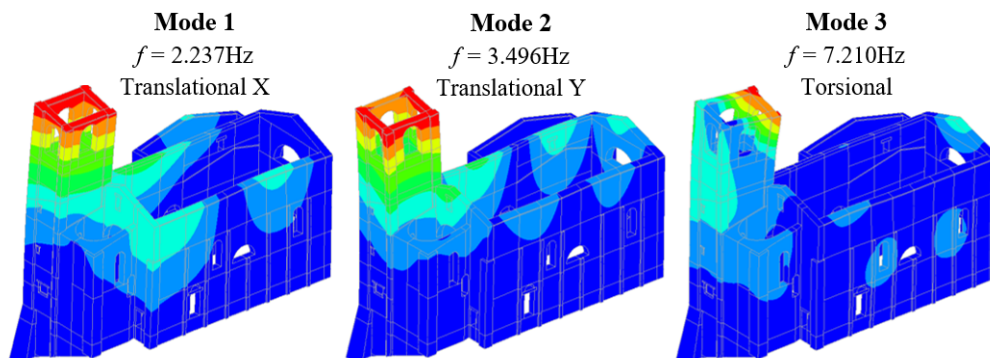 Mode 1
f = 2.237Hz
Translational X
Mode 2
f = 3.496Hz
Translational Y
Mode 3
f = 7.210Hz
Torsional